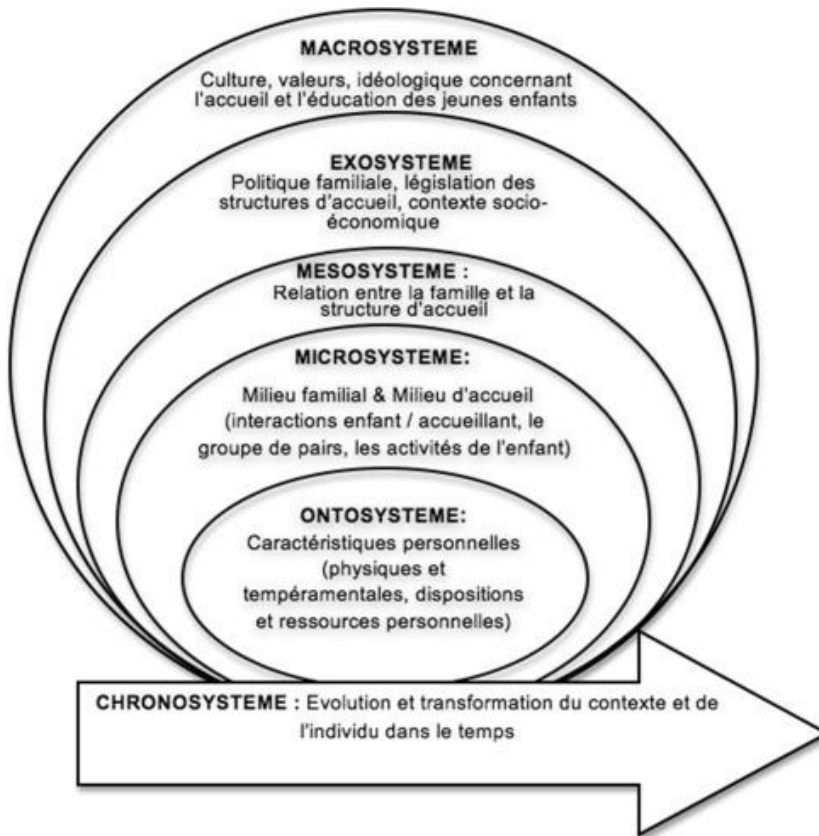 MACROSYSTEME
Culture, valeurs, idéologique concernant
l'accueil et l'éducation des jeunes enfants
EXOSYSTEME
Politique familiale, législation des
structures d'accueil, contexte socio-
économique
MESOSYSTEME :
Relation entre la famille et la
structure d'accueil
MICROSYSTEME:
Milieu familial & Milieu d'accueil
(interactions enfant / accueillant, le
groupe de pairs, les activités de l'enfant)
ONTOSYSTEME:
Caractéristiques personnelles
(physiques et
tempéramentales, dispositions
et ressources personnelles)
CHRONOSYSTEME : Evolution et transformation du contexte et de
l'individu dans le temps